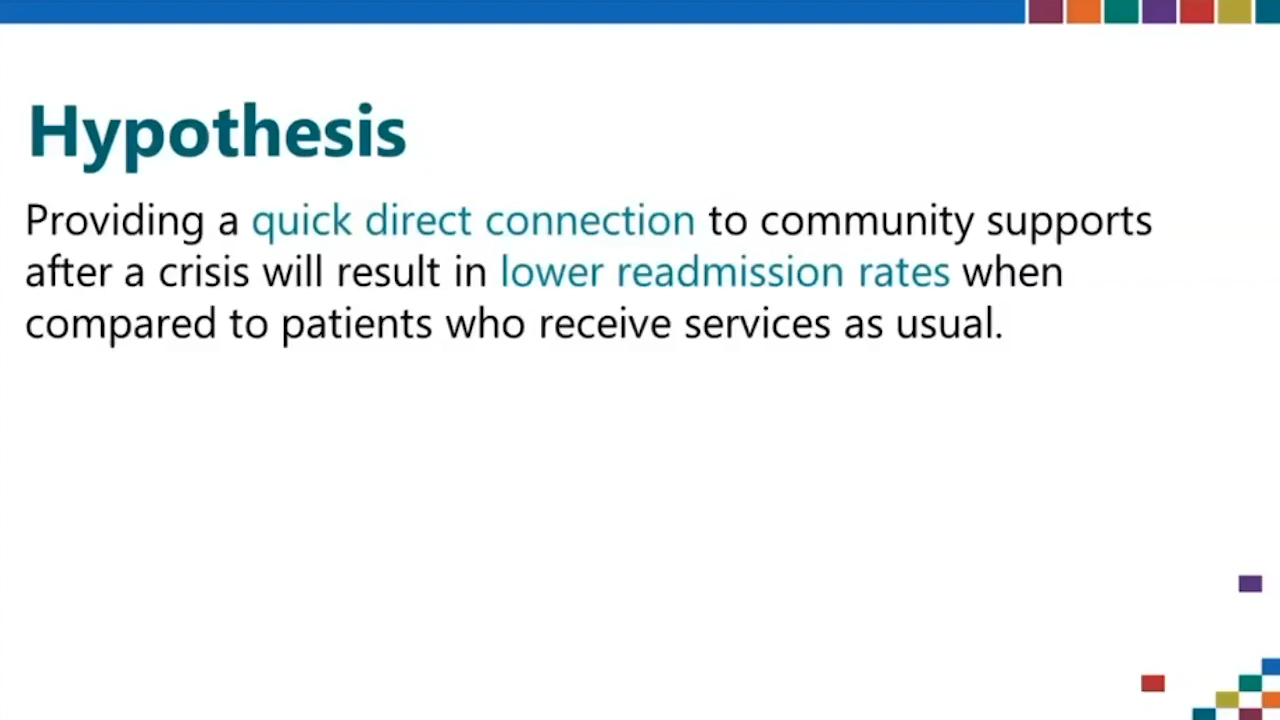 Hypothesis
Providing a quick direct connection to community supports
after a crisis will result in lower readmission rates when
compared to patients who receive services as usual.